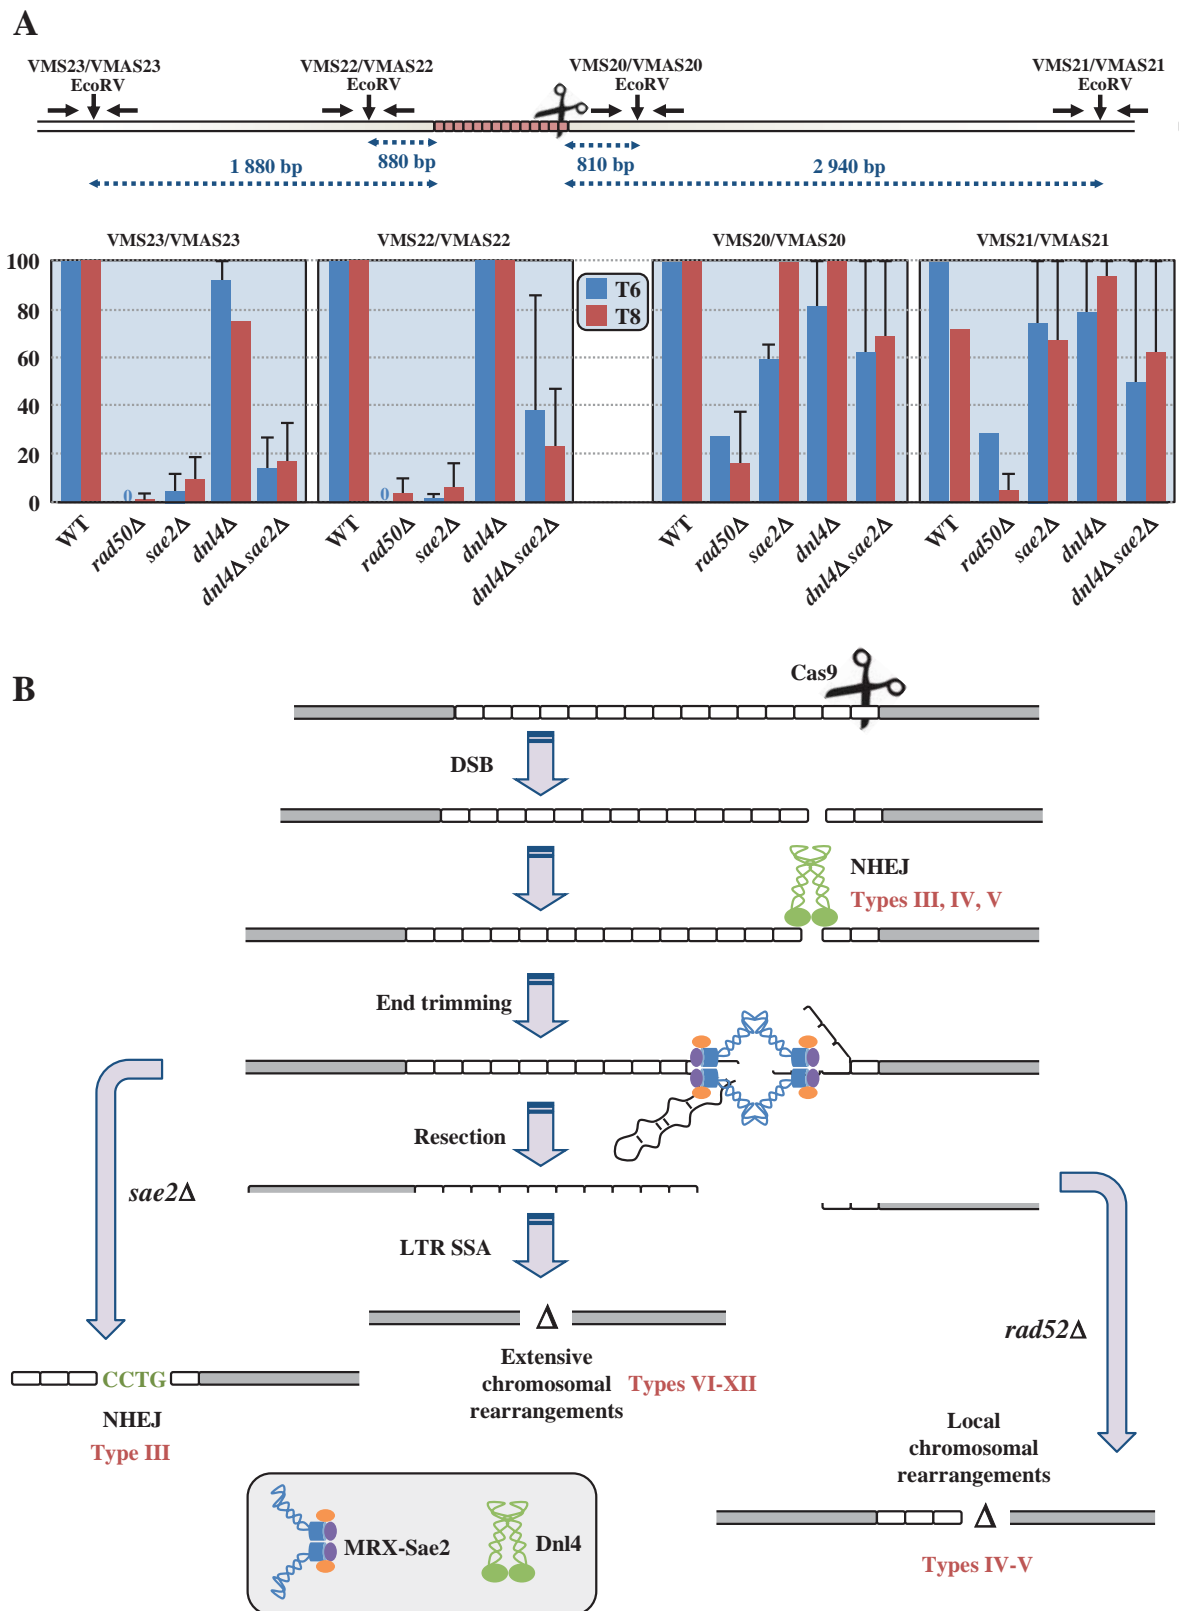 A
VMS23/VMAS23
EcoRV
VMS22/VMAS22
EcoRV
VMS20/VMAS20
EcoRV
VMS21/VMAS21
EcoRV
880 bp
810 bp
1 880 bp
2 940 bp
VMS23/VMAS23
VMS22/VMAS22
VMS20/VMAS20
VMS21/VMAS21
100
80
60
40
20
0
T6
T8
0
0
WT
rad50Δ
sae2Δ
dnl4Δ
dnl4Δ sae2Δ
WT
rad50Δ
sae2Δ
dnl4Δ
dnl4Δ sae2Δ
WT
rad50Δ
sae2Δ
dnl4Δ
dnl4Δ sae2Δ
WT
rad50Δ
sae2Δ
dnl4Δ
dnl4Δ sae2Δ
B
Cas9
DSB
NHEJ
Types III, IV, V
End trimming
Resection
sae2Δ
LTR SSA
Δ
rad52Δ
Extensive
chromosomal
rearrangements
Types VI-XII
CCTG
NHEJ
Type III
Local
chromosomal
rearrangements
Δ
Types IV-V
MRX-Sae2
Dnl4